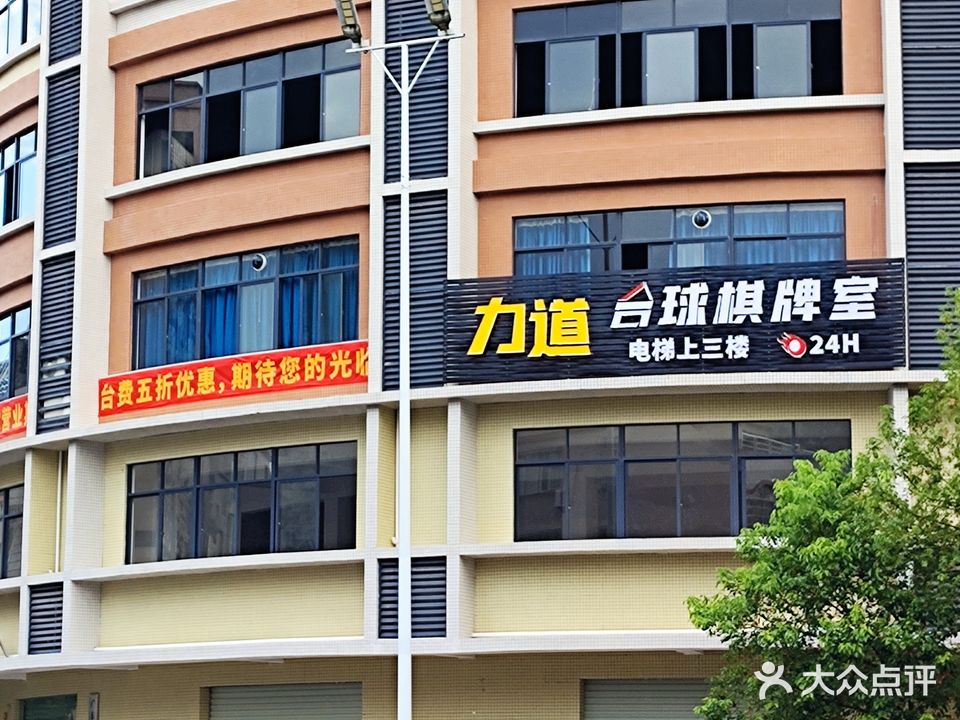 力道 台球棋牌室
电梯上三楼 24H
台费五折优惠,期待您的光临
营业
大众点评